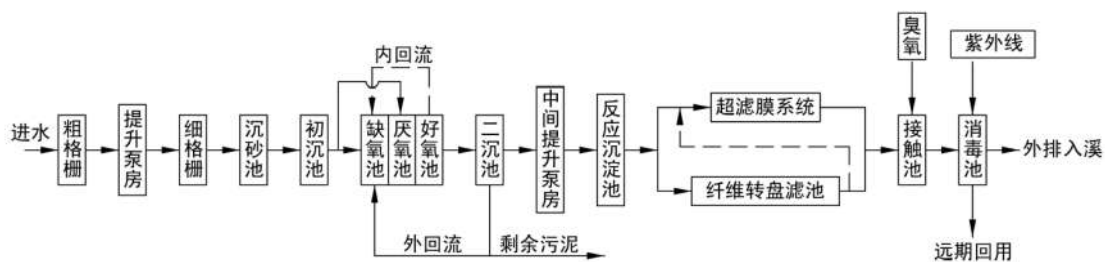 进水
粗格栅
提升泵房
细格栅
沉砂池
初沉池
内回流
缺氧池
厌氧池
好氧池
外回流
二沉池
剩余污泥
中间提升泵房
反应沉淀池
超滤膜系统
纤维转盘滤池
臭氧
接触池
紫外线
消毒池
外排入溪
远期回用